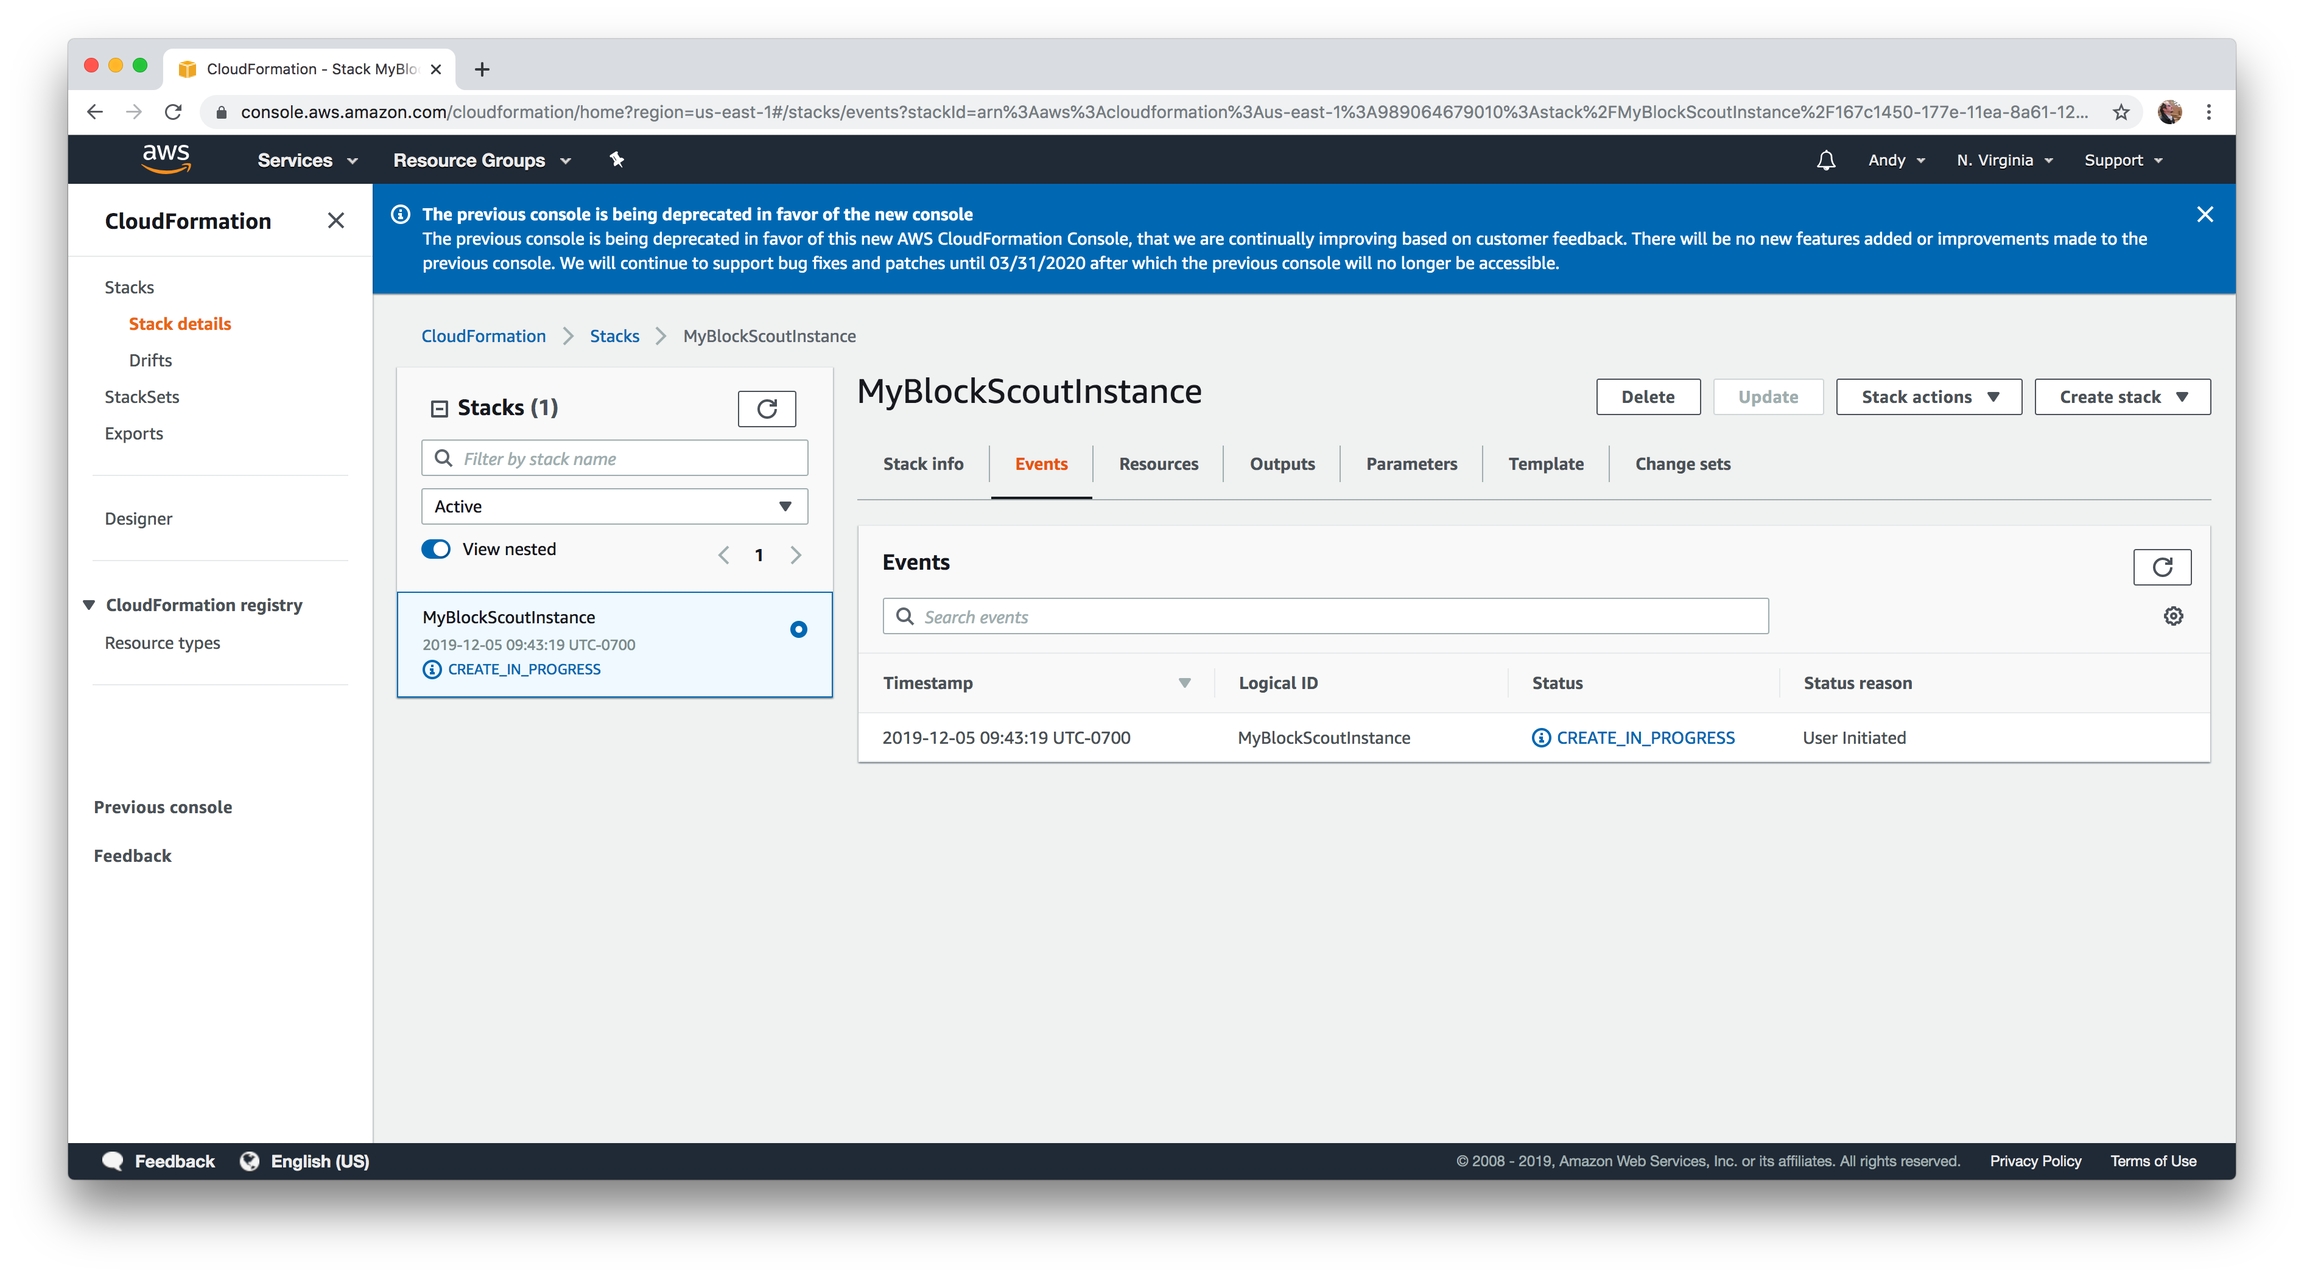 CloudFormation - Stack MyBlo
console.aws.amazon.com/cloudformation/home?region=us-east-1#/stacks/events?stackId=arn%3Aaws%3Acloudformation%3Aus-east-1%3A989064679010%3Astack%2FMyBlockScoutInstance%2F167c1450-177e-11ea-8a61-12...
aws Services Resource Groups Andy N. Virginia Support
CloudFormation
Stacks
Stack details
Drifts
StackSets
Exports
Designer
CloudFormation registry
Resource types
Previous console
Feedback
The previous console is being deprecated in favor of the new console
The previous console is being deprecated in favor of this new AWS CloudFormation Console, that we are continually improving based on customer feedback. There will be no new features added or improvements made to the
previous console. We will continue to support bug fixes and patches until 03/31/2020 after which the previous console will no longer be accessible.
CloudFormation Stacks MyBlockScoutInstance
Stacks (1)
Filter by stack name
Active
View nested 1
MyBlockScoutInstance
2019-12-05 09:43:19 UTC-0700
CREATE_IN_PROGRESS
MyBlockScoutInstance
Delete Update Stack actions Create stack
Stack info Events Resources Outputs Parameters Template Change sets
Events
Search events
Timestamp Logical ID Status Status reason
2019-12-05 09:43:19 UTC-0700 MyBlockScoutInstance CREATE_IN_PROGRESS User Initiated
Feedback English (US) © 2008 - 2019, Amazon Web Services, Inc. or its affiliates. All rights reserved. Privacy Policy Terms of Use